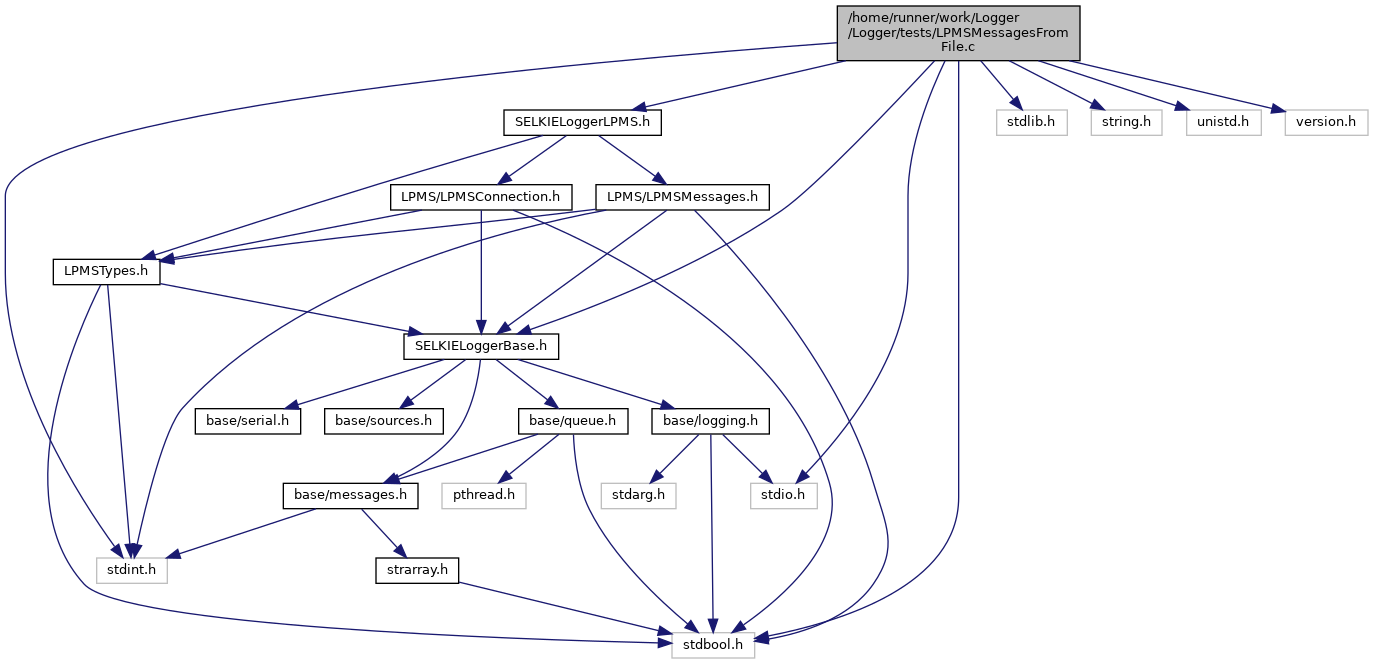 /home/runner/work/Logger
/Logger/tests/LPMSMessagesFrom
File.c
SELKIELoggerLPMS.h
stdlib.h
string.h
unistd.h
version.h
LPMS/LPMSConnection.h
LPMS/LPMSMessages.h
LPMSTypes.h
SELKIELoggerBase.h
base/serial.h
base/sources.h
base/queue.h
base/logging.h
base/messages.h
pthread.h
stdarg.h
stdio.h
stdint.h
strarray.h
stdbool.h